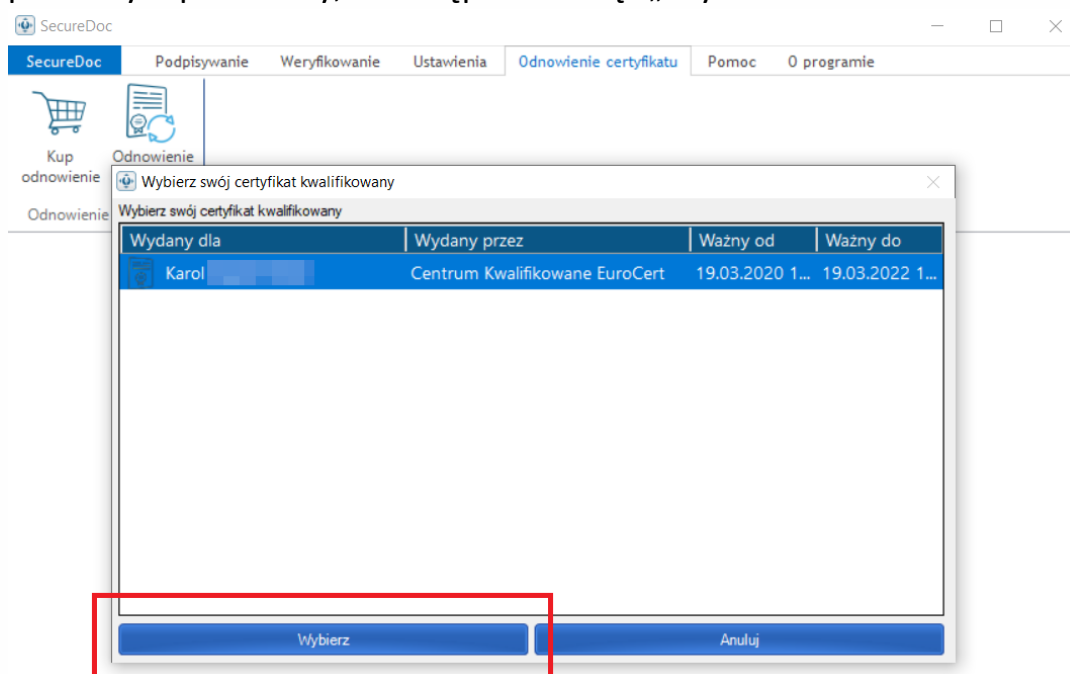 SecureDoc
SecureDoc Podpisywanie Weryfikowanie Ustawienia Odnowienie certyfikatu Pomoc O programie
Kup odnowienie
Odnowienie
Odnowienie
Wybierz swój certyfikat kwalifikowany
Wybierz swój certyfikat kwalifikowany
Wydany dla Wydany przez Ważny od Ważny do
Karol Centrum Kwalifikowane EuroCert 19.03.2020 1... 19.03.2022 1...
Wybierz Anuluj